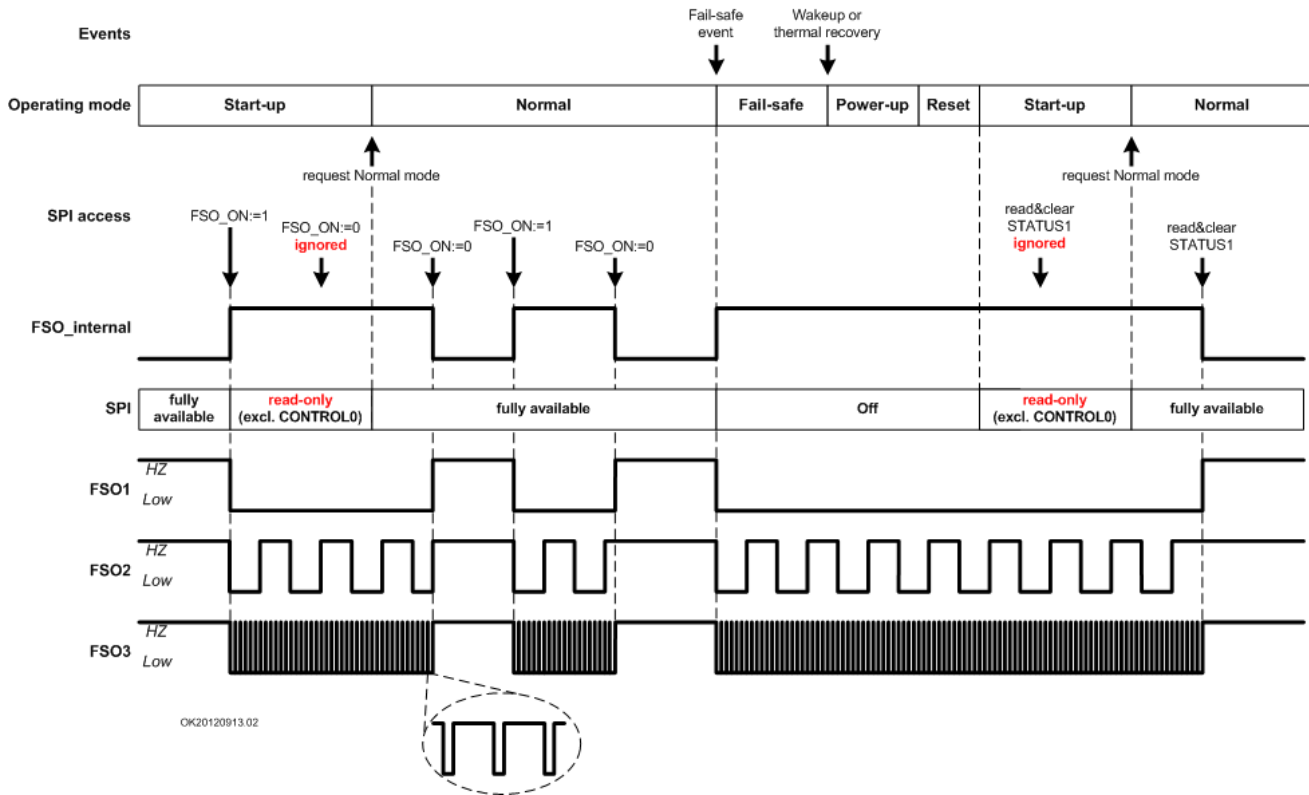 Events
Fail-safe
event
Wakeup or
thermal recovery
Operating mode
Start-up
Normal
Fail-safe
Power-up
Reset
Start-up
Normal
request Normal mode
request Normal mode
SPI access
FSO_ON:=1
FSO_ON:=0
ignored
FSO_ON:=0
FSO_ON:=1
FSO_ON:=0
read&clear
STATUS1
ignored
read&clear
STATUS1
FSO_internal
SPI
fully
available
read-only
(excl. CONTROL0)
fully available
Off
read-only
(excl. CONTROL0)
fully available
FSO1
HZ
Low
FSO2
HZ
Low
FSO3
HZ
Low
OK20120913.02